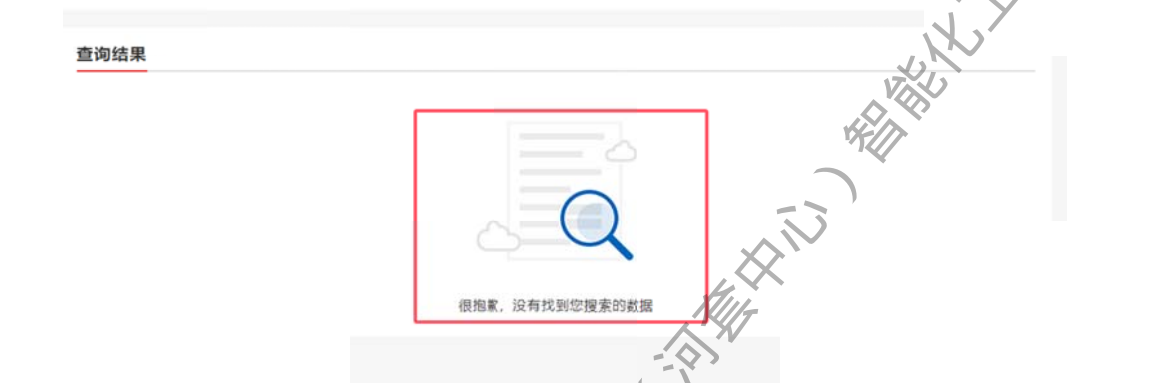 查询结果
很抱歉，没有找到您搜索的数据
（河套中心）智能化工